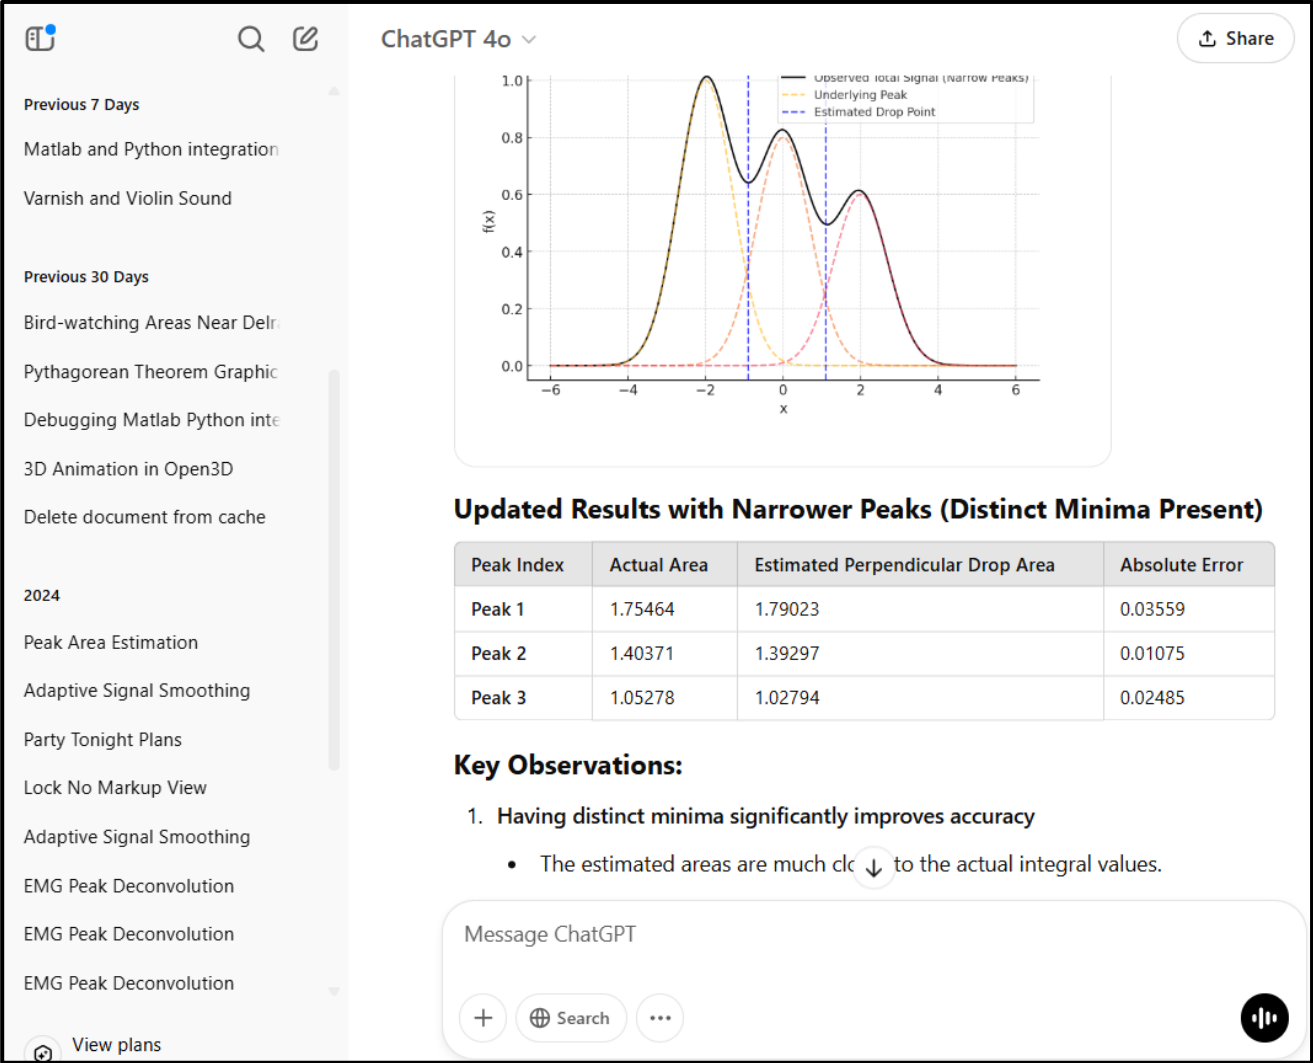 ChatGPT 4o
Share
Previous 7 Days
Matlab and Python integration
Varnish and Violin Sound
Previous 30 Days
Bird-watching Areas Near Delr
Pythagorean Theorem Graphic
Debugging Matlab Python inte
3D Animation in Open3D
Delete document from cache
2024
Peak Area Estimation
Adaptive Signal Smoothing
Party Tonight Plans
Lock No Markup View
Adaptive Signal Smoothing
EMG Peak Deconvolution
EMG Peak Deconvolution
EMG Peak Deconvolution
View plans
Observed Total Signal (Narrow Peaks)
Underlying Peak
Estimated Drop Point
1.0
0.8
0.6
0.4
0.2
0.0
f(x)
−6 −4 −2 0 2 4 6
x
Updated Results with Narrower Peaks (Distinct Minima Present)
Peak Index Actual Area Estimated Perpendicular Drop Area Absolute Error
Peak 1 1.75464 1.79023 0.03559
Peak 2 1.40371 1.39297 0.01075
Peak 3 1.05278 1.02794 0.02485
Key Observations:
1. Having distinct minima significantly improves accuracy
• The estimated areas are much clo to the actual integral values.
Message ChatGPT
Search